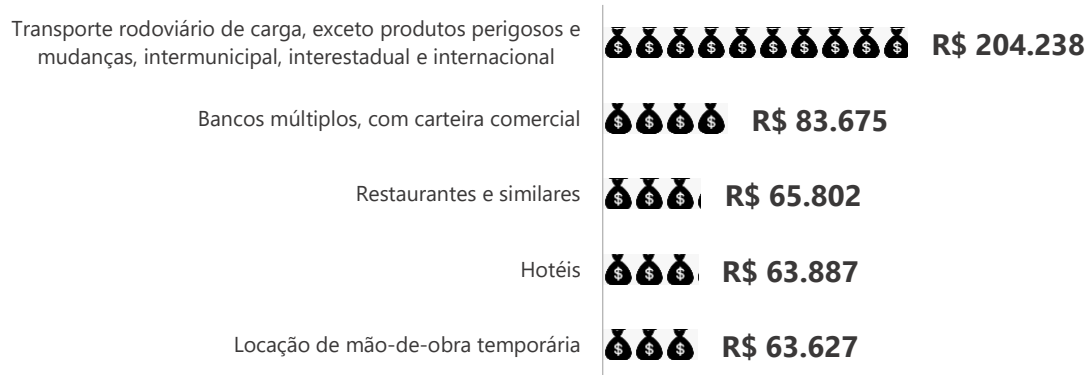 Transporte rodoviário de carga, exceto produtos perigosos e
mudanças, intermunicipal, interestadual e internacional
R$ 204.238
Bancos múltiplos, com carteira comercial
R$ 83.675
Restaurantes e similares
R$ 65.802
Hotéis
R$ 63.887
Locação de mão-de-obra temporária
R$ 63.627